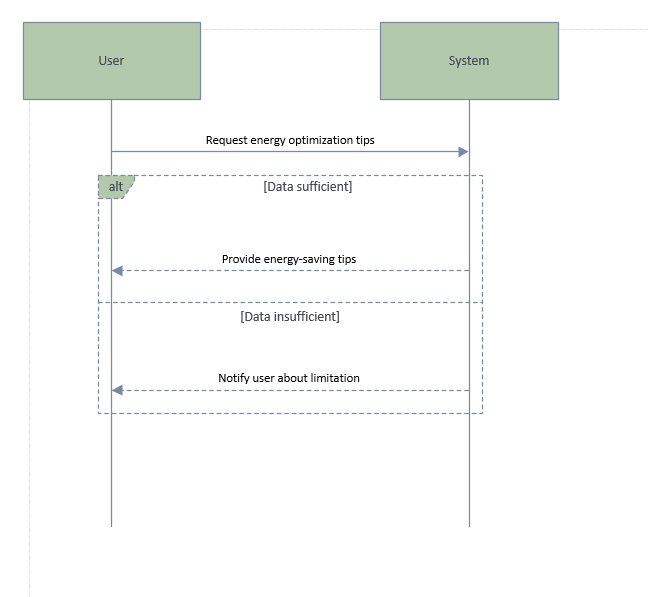 User
System
Request energy optimization tips
alt
[Data sufficient]
Provide energy-saving tips
[Data insufficient]
Notify user about limitation